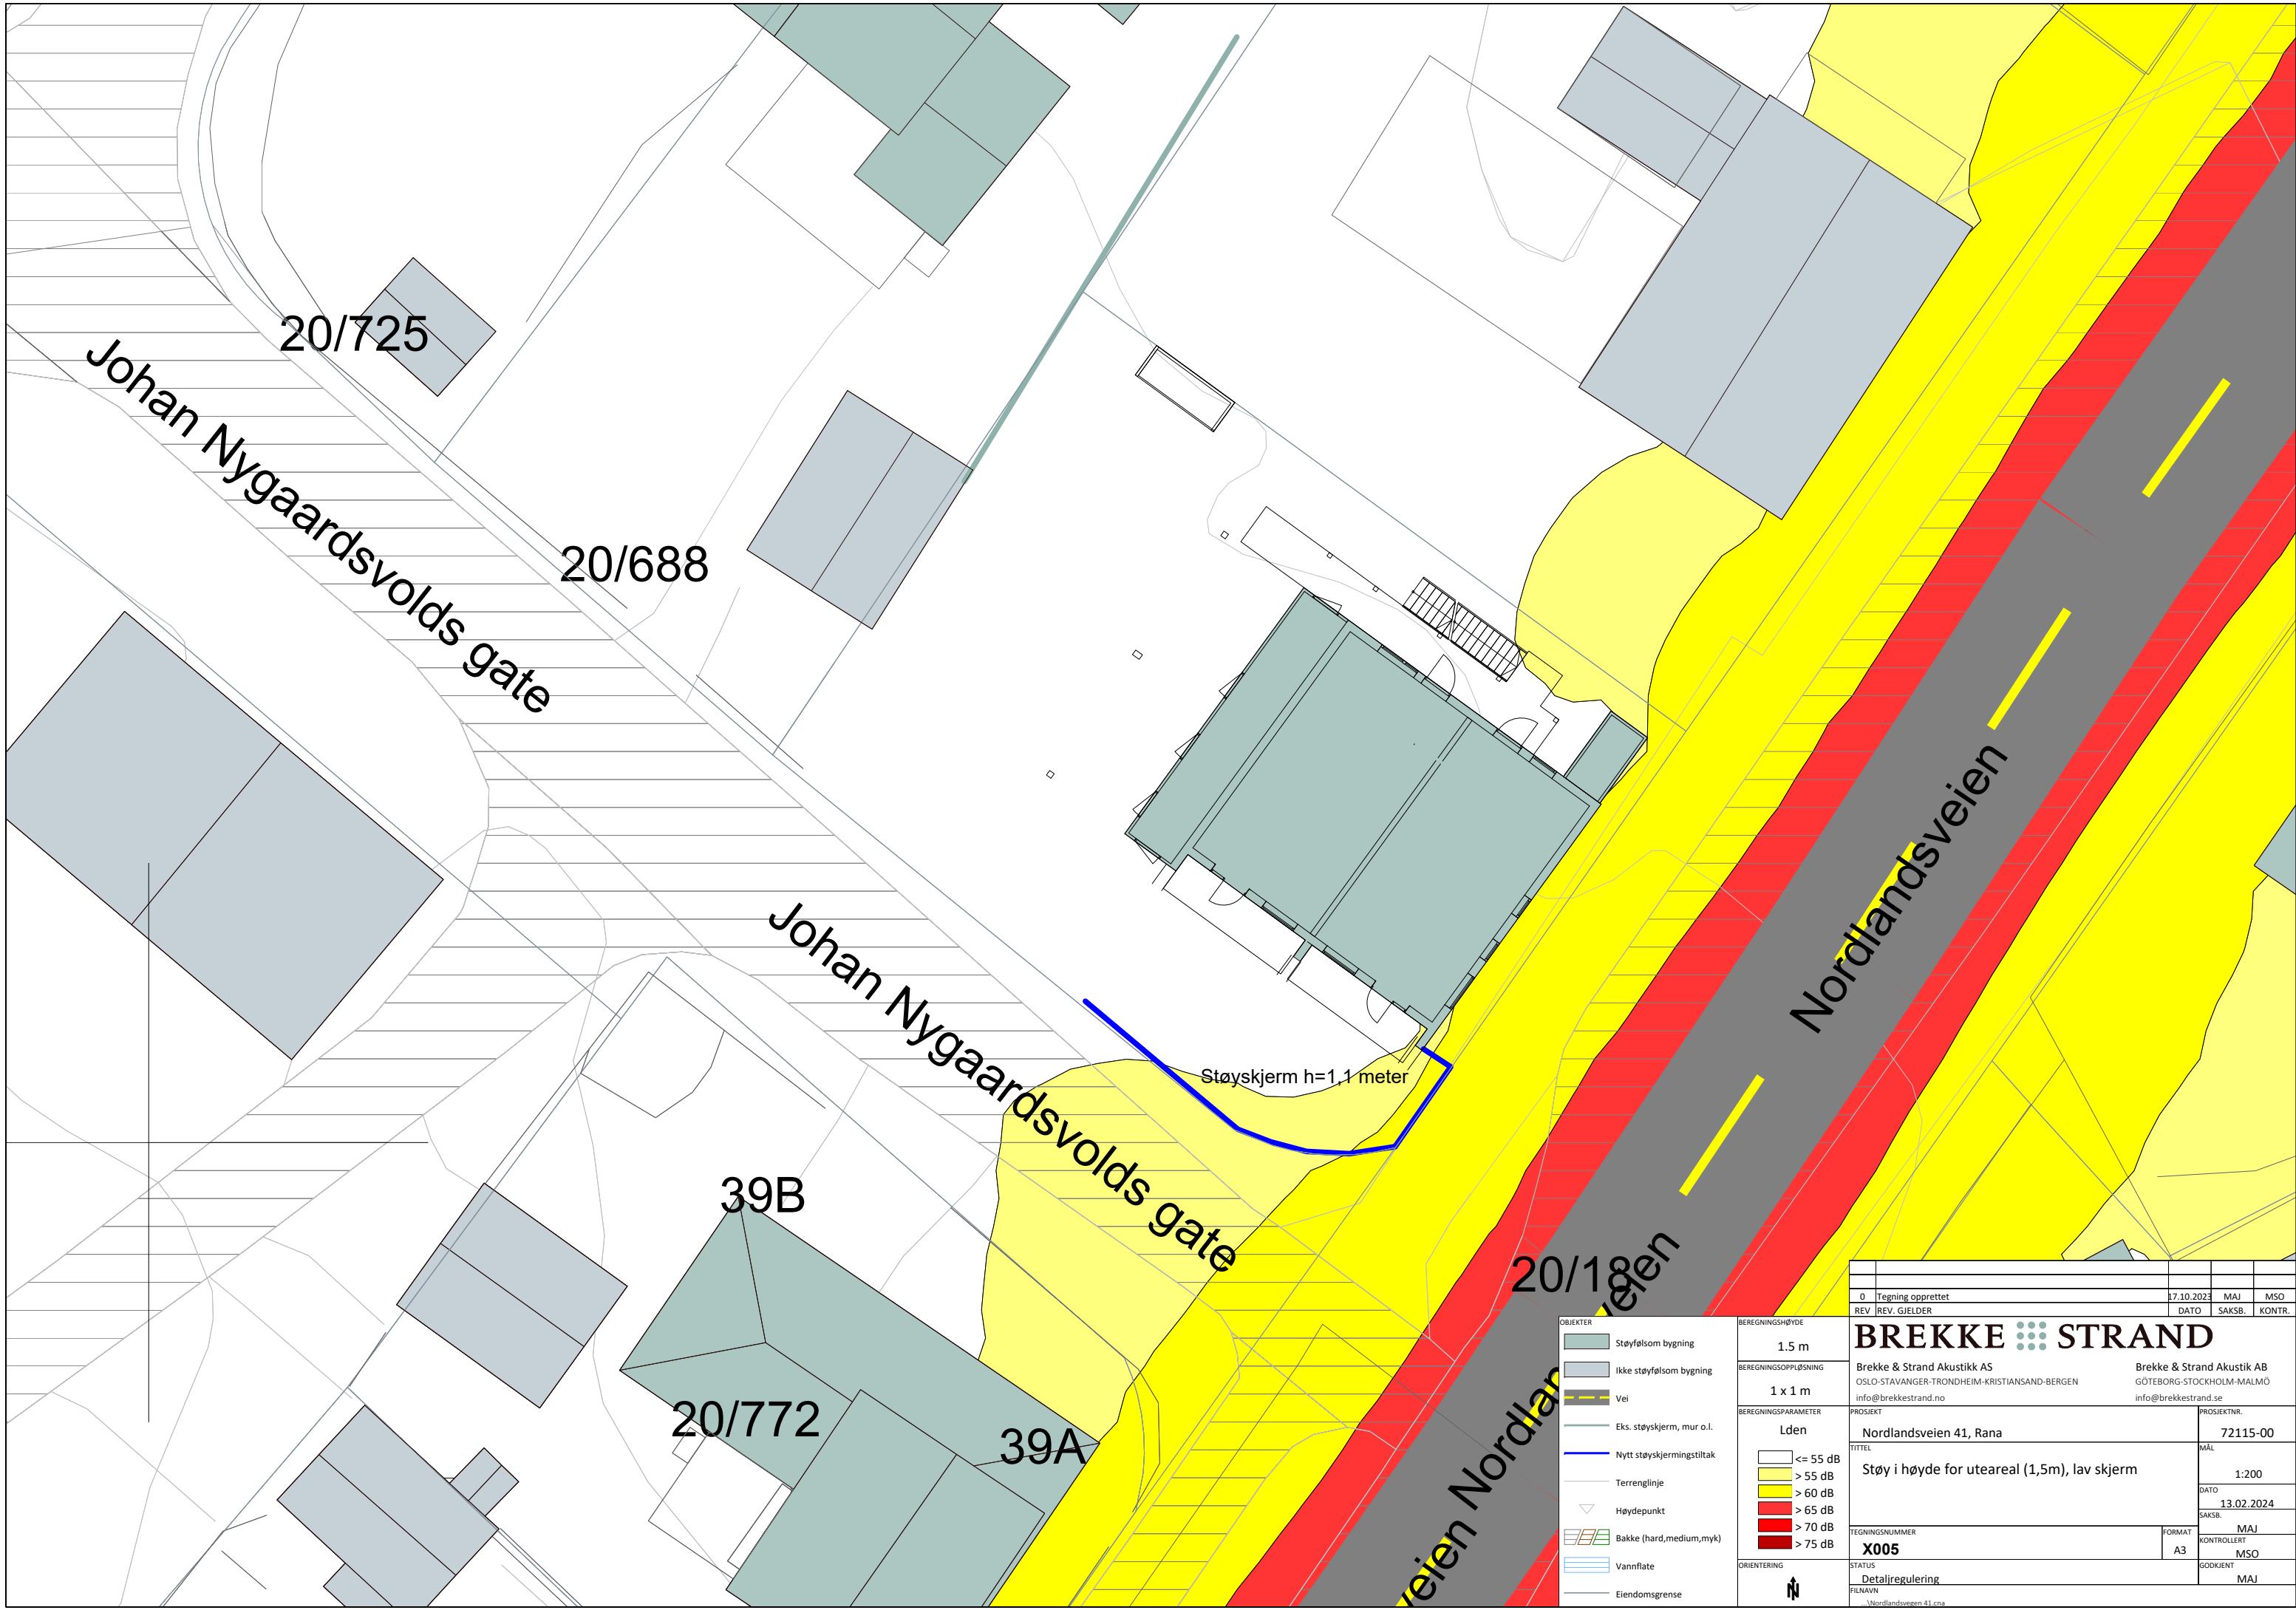 20/725
Johan Nygaardsvolds gate
20/688
Nordlandsveien
Johan Nygaardsvolds gate
Støyskjerm h=1,1 meter
39B
20/18
20/772
39A
veien Nordlandsveien
0 Tegning opprettet 17.10.2023 MAJ MSO
REV REV. GJELDER DATO SAKSB. KONTR.
OBJEKTER
Støyfølsom bygning
Ikke støyfølsom bygning
Vei
Eks. støyskjerm, mur o.l.
Nytt støyskjermingstiltak
Terrenglinje
Høydepunkt
Bakke (hard,medium,myk)
Vannflate
Eiendomsgrense
BEREGNINGSHØYDE
1.5 m
BEREGNINGSOPPLØSNING
1 x 1 m
BEREGNINGSPARAMETER
Lden
<= 55 dB
> 55 dB
> 60 dB
> 65 dB
> 70 dB
> 75 dB
ORIENTERING
N
BREKKE STRAND
Brekke & Strand Akustikk AS
OSLO-STAVANGER-TRONDHEIM-KRISTIANSAND-BERGEN
info@brekkestrand.no
Brekke & Strand Akustik AB
GÖTEBORG-STOCKHOLM-MALMÖ
info@brekkestrand.se
PROSJEKT
Nordlandsveien 41, Rana
PROSJEKTNR.
72115-00
TITTEL
Støy i høyde for uteareal (1,5m), lav skjerm
MÅL
1:200
DATO
13.02.2024
SAKSB.
MAJ
TEGNINGSNUMMER
X005
FORMAT
A3
KONTROLLERT
MSO
STATUS
Detaljregulering
GODKJENT
MAJ
FILNAVN
...\Nordlandsvegen 41.cna